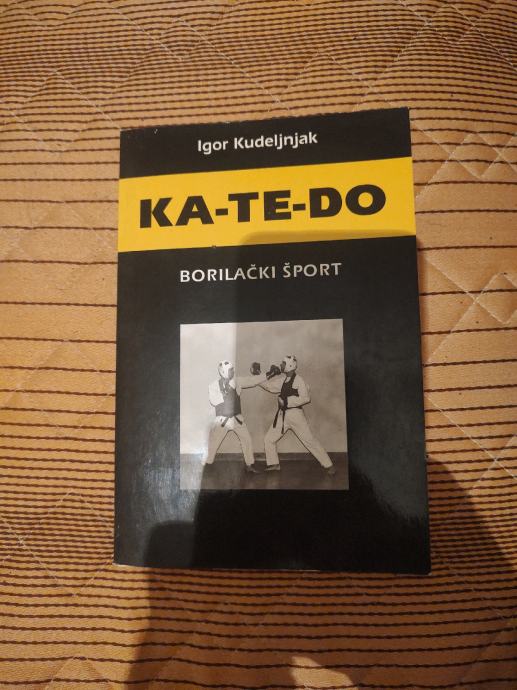 Igor Kudeljnjak
KA-TE-DO
BORILAČKI ŠPORT